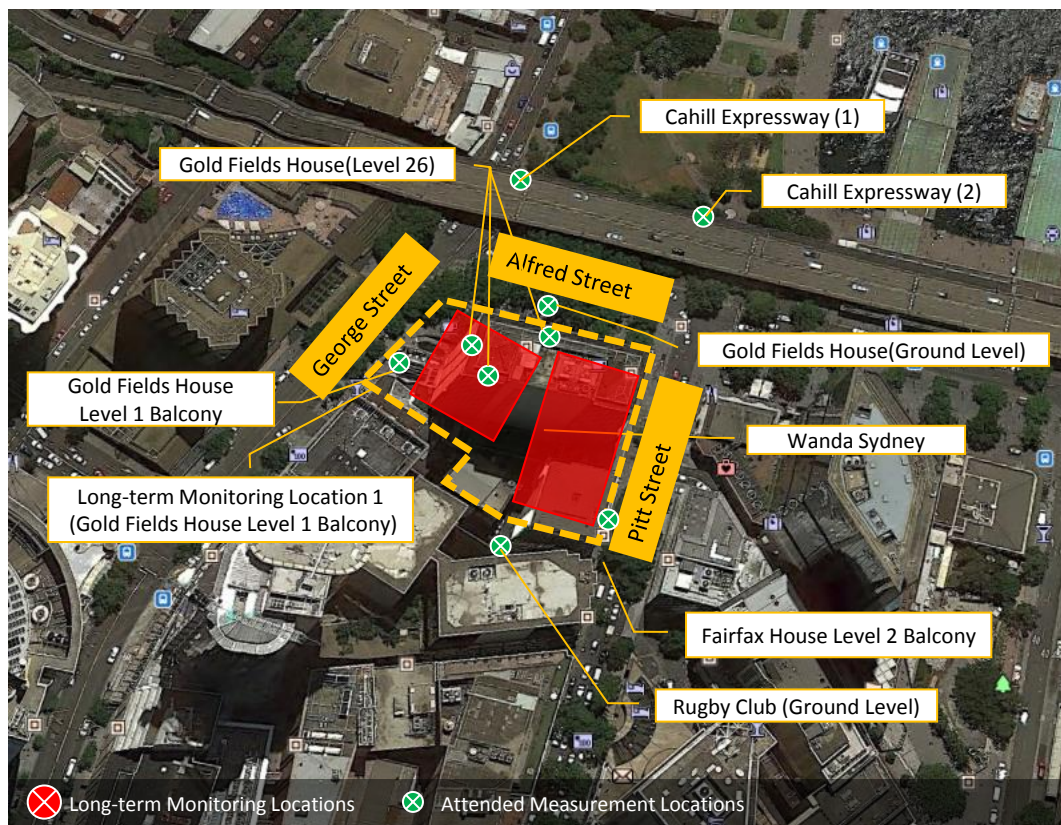 Cahill Expressway (1)
Gold Fields House(Level 26)
Cahill Expressway (2)
Alfred Street
George Street
Gold Fields House(Ground Level)
Gold Fields House
Level 1 Balcony
Wanda Sydney
Pitt Street
Long-term Monitoring Location 1
(Gold Fields House Level 1 Balcony)
Fairfax House Level 2 Balcony
Rugby Club (Ground Level)
Long-term Monitoring Locations
Attended Measurement Locations